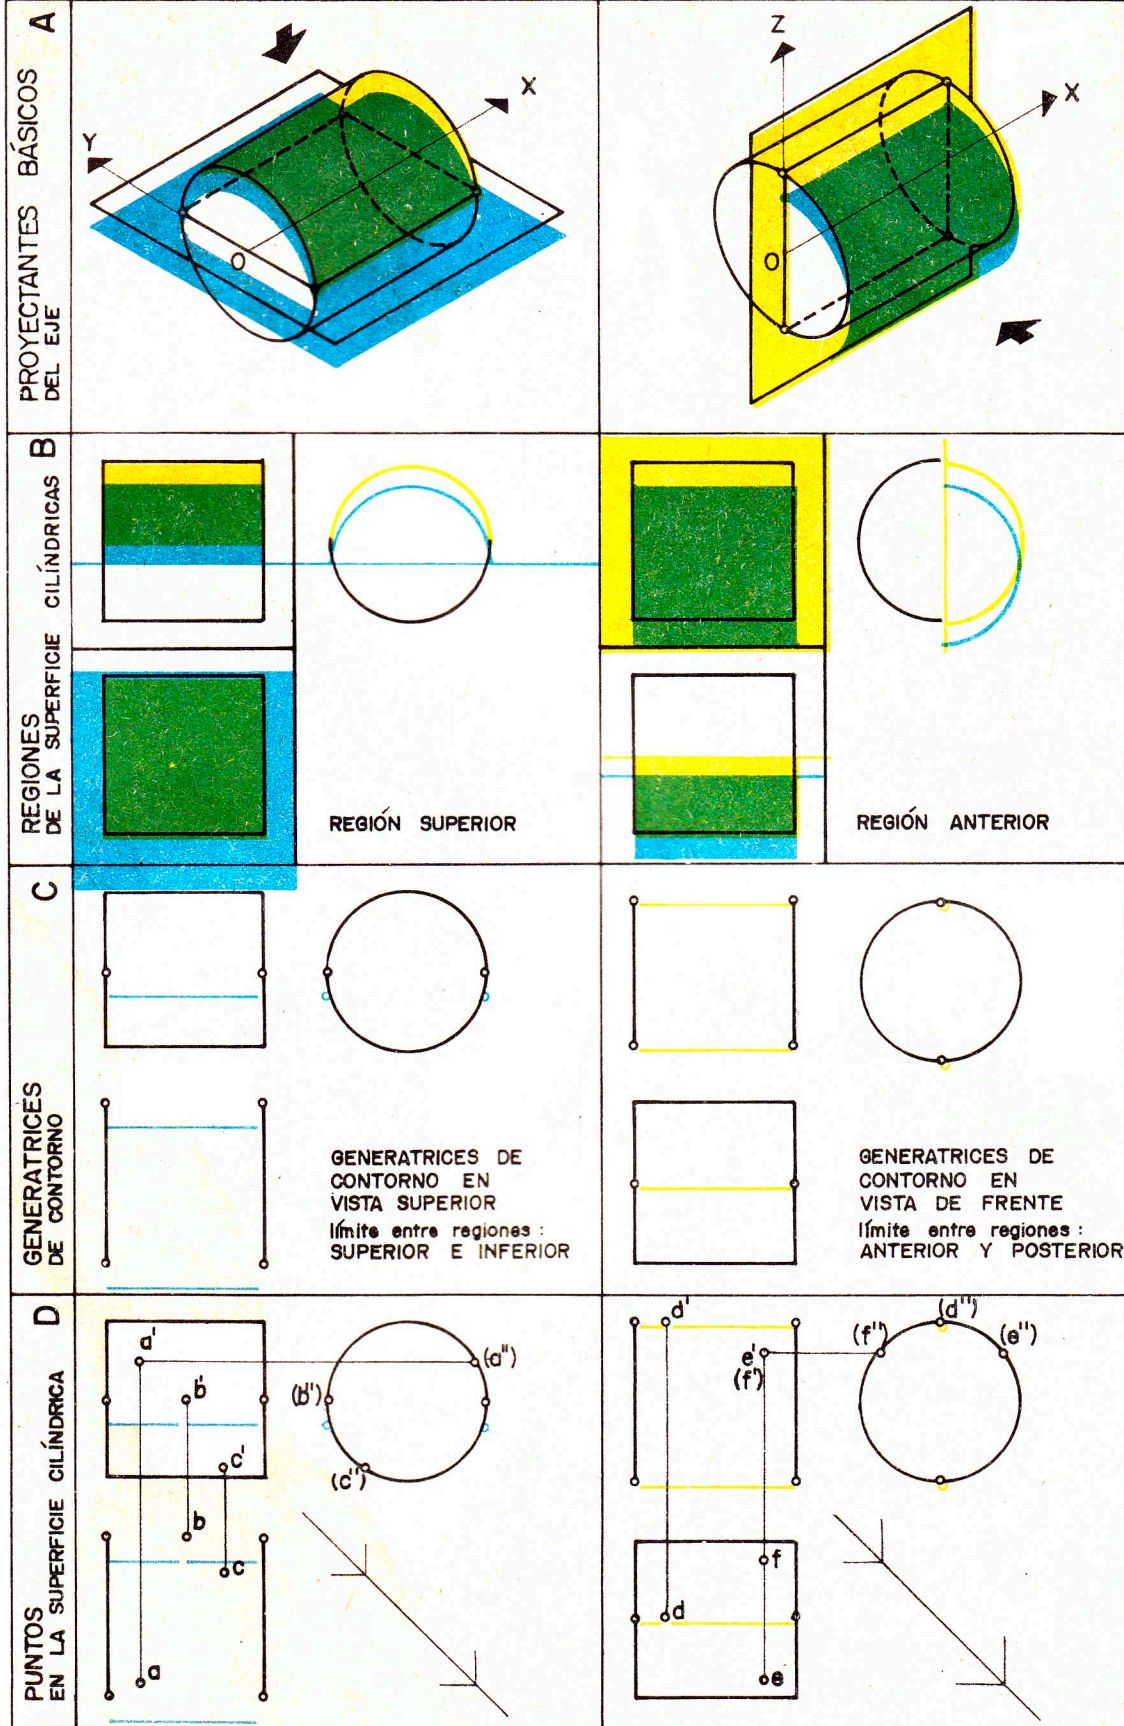 A
PROYECTANTES BÁSICOS
DEL EJE
X
Y
O
Z
X
O
B
REGIONES
DE LA SUPERFICIE CILÍNDRICAS
REGIÓN SUPERIOR
REGIÓN ANTERIOR
C
GENERATRICES
DE CONTORNO
GENERATRICES DE
CONTORNO EN
VISTA SUPERIOR
límite entre regiones :
SUPERIOR E INFERIOR
GENERATRICES DE
CONTORNO EN
VISTA DE FRENTE
límite entre regiones :
ANTERIOR Y POSTERIOR
D
PUNTOS
EN LA SUPERFICIE CILÍNDRICA
a'
(a'')
b'
(b')
c'
(c'')
b
c
a
d'
(d'')
e'
(f')
(f'')
(e'')
f
d
e